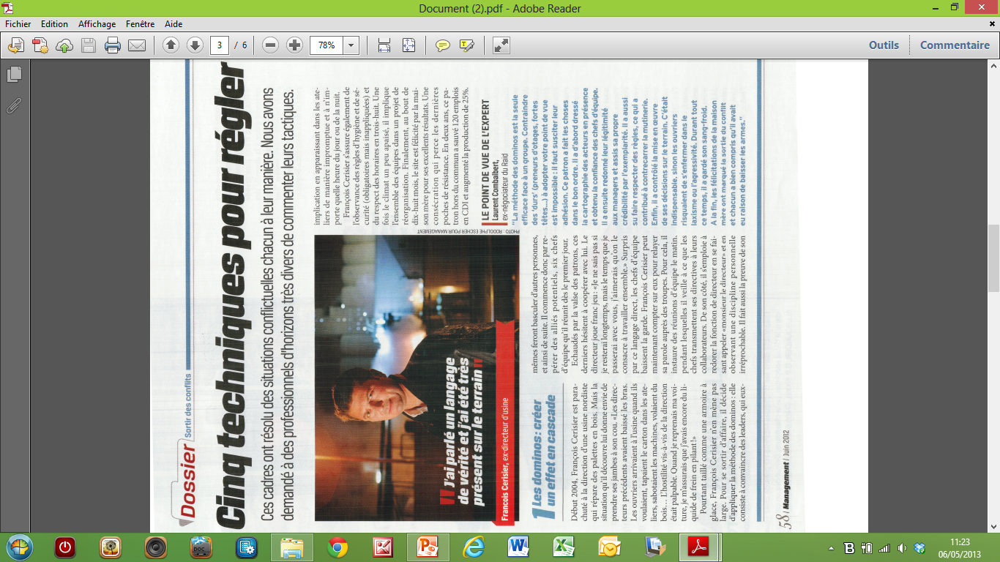 Document (2).pdf - Adobe Reader
Fichier Edition Affichage Fenêtre Aide
3 / 6 78% Outils Commentaire
Dossier / Sortir des conflits
Cinq techniques pour régler
Ces cadres ont résolu des situations conflictuelles chacun à leur manière. Nous avons
demandé à des professionnels d'horizons très divers de commenter leurs tactiques.
"J'ai parlé un langage
de vérité et j'ai été très
présent sur le terrain"
François Cerisier, ex-directeur d'usine
PHOTO : RODOLPHE ESCHER POUR MANAGEMENT
1 Les dominos : créer
un effet en cascade
Début 2004, François Cerisier est para-
chuté à la direction d'une usine nordiste
qui répare des palettes en bois. Mais la
situation qu'il découvre lui donne envie de
prendre ses jambes à son cou. «Les direc-
teurs précédents avaient baissé les bras.
Les ouvriers arrivaient à l'usine quand ils
voulaient, tapaient le carton dans les ate-
liers, sabotaient les machines, volaient du
bois... L'hostilité vis-à-vis de la direction
était palpable. Quand je reprenais ma voi-
ture, je m'assurais que j'avais encore du li-
quide de frein en pilant !»
Pourtant taillé comme une armoire à
glace, François Cerisier n'en mène pas
large. Pour se sortir d'affaire, il décide
d'appliquer la méthode des dominos : elle
consiste à convaincre des leaders, qui eux-
mêmes feront basculer d'autres personnes,
et ainsi de suite. Il commence donc par re-
pérer des alliés potentiels, six chefs
d'équipe qu'il réunit dès le premier jour.
Echaudés par la valse des patrons, ces
derniers hésitent à coopérer avec lui. Le
directeur joue franc jeu : «Je ne sais pas si
je resterai longtemps, mais le temps que je
passerai avec vous, j'aimerais qu'on le
consacre à travailler ensemble.» Surpris
par ce langage direct, les chefs d'équipe
baissent la garde. François Cerisier peut
maintenant compter sur eux pour relayer
sa parole auprès des troupes. Pour cela, il
instaure des réunions d'équipe le matin,
pendant lesquelles il veille à ce que les
chefs transmettent ses directives à leurs
collaborateurs. De son côté, il s'emploie à
redorer la fonction de directeur en se fai-
sant appeler «monsieur le directeur» et en
observant une discipline personnelle
irréprochable. Il fait aussi la preuve de son
implication en apparaissant dans les ate-
liers de manière impromptue et à n'im-
porte quelle heure du jour ou de la nuit.
François Cerisier s'assure également de
l'observance des règles d'hygiène et de sé-
curité (obligatoires mais inappliquées) et
du respect des horaires en trois-huit. Une
fois le climat un peu apaisé, il implique
l'ensemble des équipes dans un projet de
réorganisation. Finalement, au bout de
dix-huit mois, le site est félicité par la mai-
son mère pour ses excellents résultats. Une
consécration qui perce les dernières
poches de résistance. En deux ans, ce pa-
tron hors du commun a sauvé 120 emplois
en CDI et augmenté la production de 25%.
LE POINT DE VUE DE L'EXPERT
Laurent Combalbert,
ex-négociateur du Raid
"La méthode des dominos est la seule
efficace face à un groupe. Contraindre
des 'durs' (preneurs d'otages, fortes
têtes...) à adopter votre point de vue
est impossible : il faut susciter leur
adhésion. Ce patron a fait les choses
dans le bon ordre. Il a d'abord dressé
la cartographie des acteurs en présence
et obtenu la confiance des chefs d'équipe.
Il a ensuite redonné leur légitimité
aux managers et assis sa propre
crédibilité par l'exemplarité. Il a aussi
su faire respecter des règles, ce qui a
contribué à contrecarrer la mutinerie.
Enfin, il a contrôlé la mise en œuvre
de ses décisions sur le terrain. C'était
indispensable, sinon les ouvriers
risquaient de s'enfermer dans le
laxisme ou l'agressivité. Durant tout
ce temps, il a gardé son sang-froid.
A la fin, les félicitations de la maison
mère ont marqué la sortie du conflit
et chacun a bien compris qu'il avait
eu raison de baisser les armes."
58 / Management / Juin 2012
11:23
06/05/2013